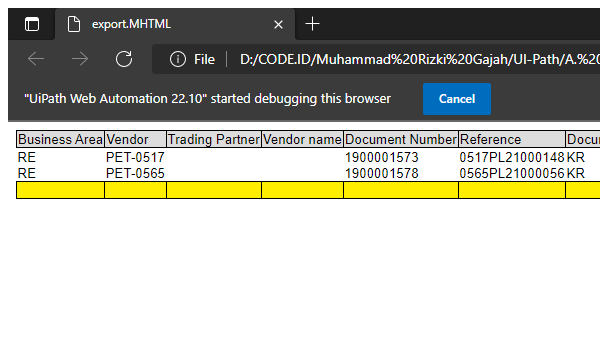 export.MHTML
File D:/CODE.ID/Muhammad%20Rizki%20Gajah/UI-Path/A.%20
"UiPath Web Automation 22.10" started debugging this browser Cancel
Business Area Vendor Trading Partner Vendor name Document Number Reference Docu
RE PET-0517 1900001573 0517PL21000148 KR
RE PET-0565 1900001578 0565PL21000056 KR